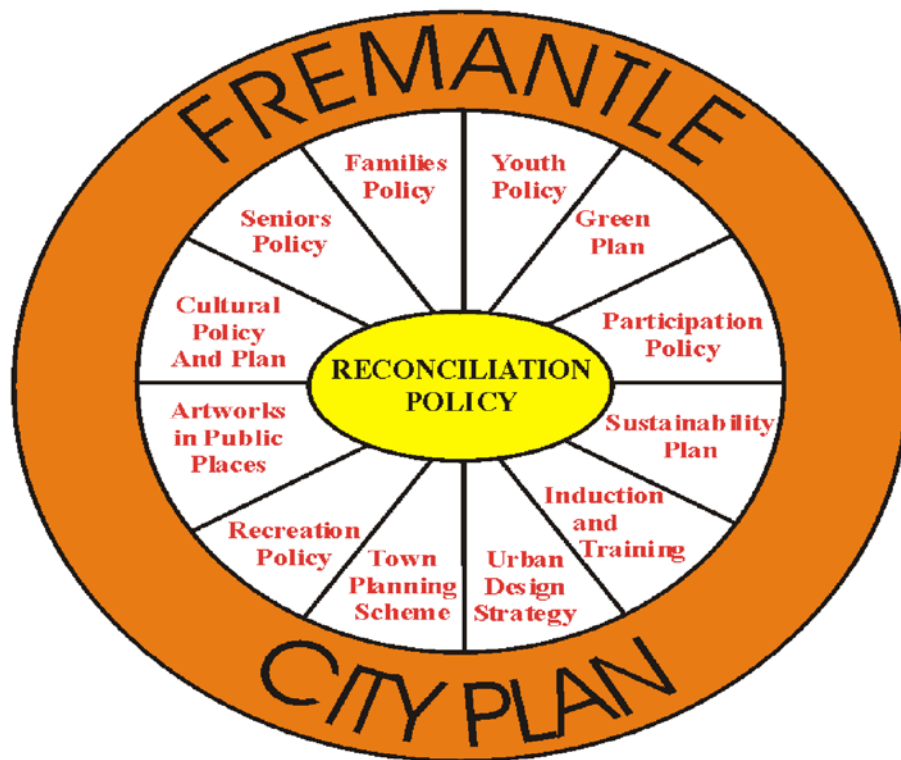 FREMANTLE
Families
Policy
Youth
Policy
Green
Plan
Participation
Policy
Sustainability
Plan
Induction
and
Training
Urban
Design
Strategy
Town
Planning
Scheme
Recreation
Policy
Artworks
in Public
Places
Cultural
Policy
And Plan
Seniors
Policy
RECONCILIATION
POLICY
CITY PLAN